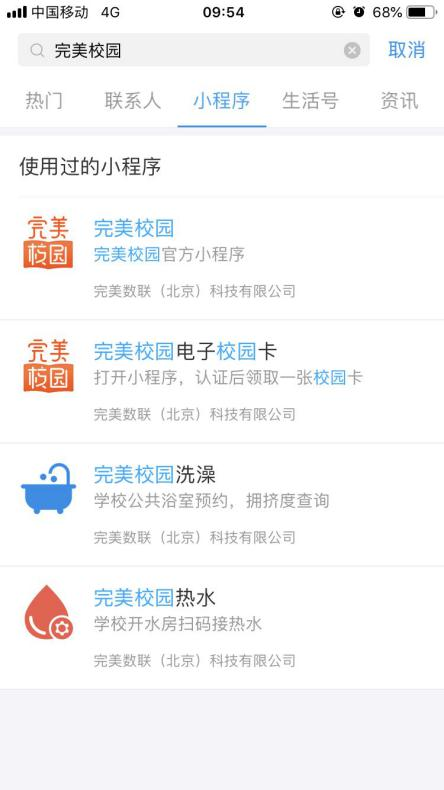 中国移动 4G 09:54 68%
完美校园 取消
热门 联系人 小程序 生活号 资讯
使用过的小程序
完美校园
完美校园
完美校园官方小程序
完美数联（北京）科技有限公司
完美校园
完美校园电子校园卡
打开小程序，认证后领取一张校园卡
完美数联（北京）科技有限公司
完美校园洗澡
学校公共浴室预约，拥挤度查询
完美数联（北京）科技有限公司
完美校园热水
学校开水房扫码接热水
完美数联（北京）科技有限公司